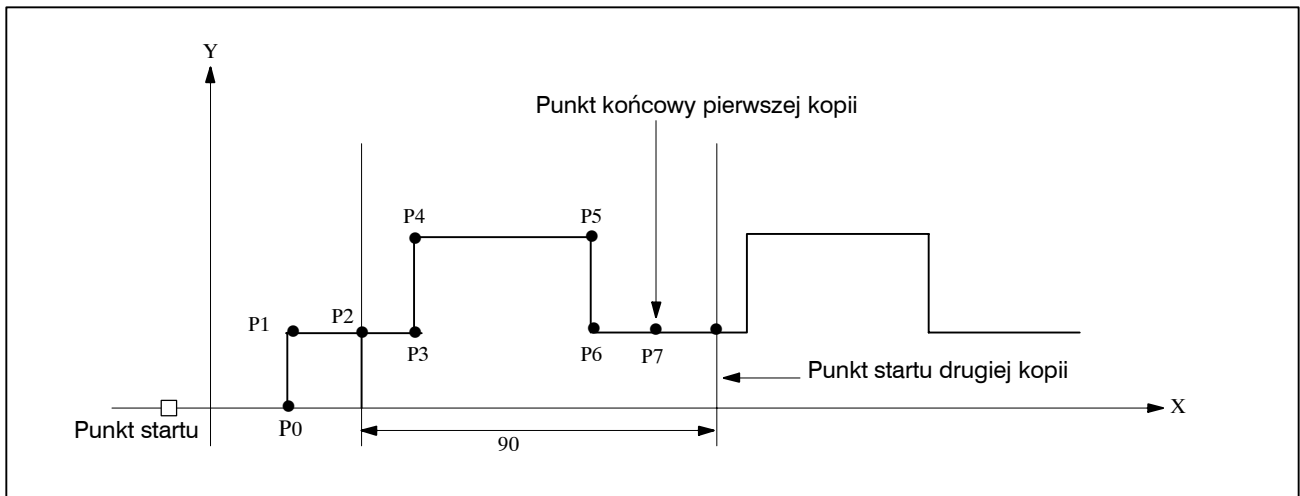 Y
Punkt końcowy pierwszej kopii
P4
P5
P1
P2
P3
P6
P7
Punkt startu drugiej kopii
X
Punkt startu
P0
90